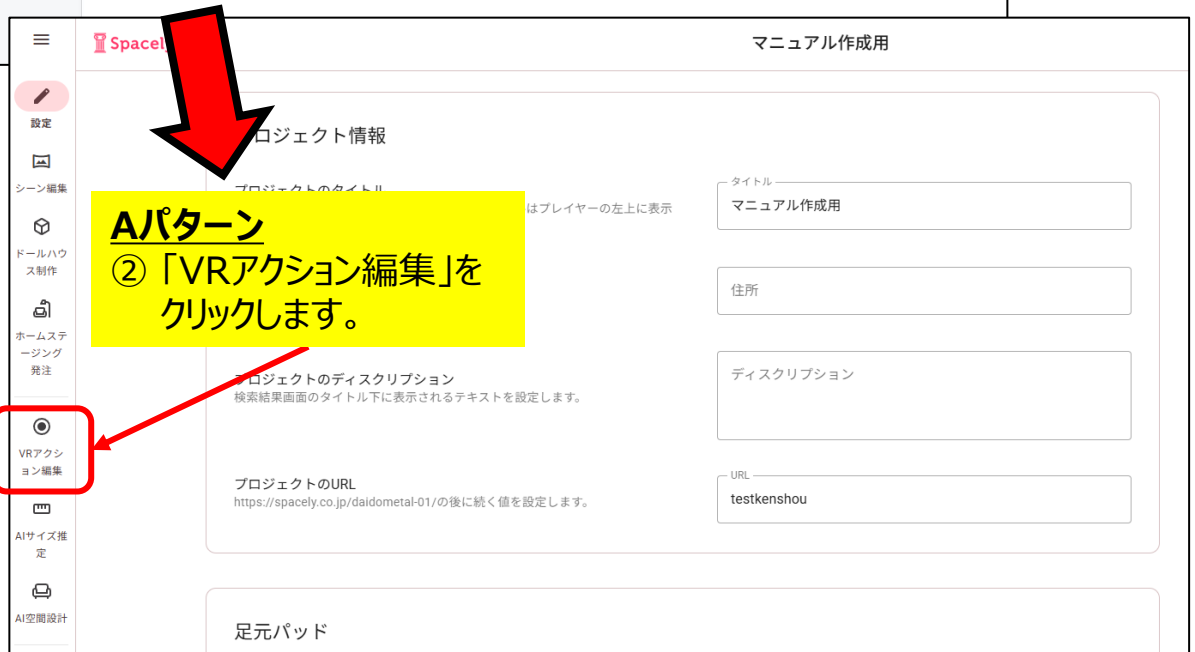 Spacely
マニュアル作成用
設定
シーン編集
ドールハウ
ス制作
ホームステ
ージング
発注
VRアクシ
ョン編集
AIサイズ推
定
AI空間設計
ロジェクト情報
Aパターン
②「VRアクション編集」を
クリックします。
プロジェクトのタイトル
はプレイヤーの左上に表示
タイトル
マニュアル作成用
住所
プロジェクトのディスクリプション
検索結果画面のタイトル下に表示されるテキストを設定します。
ディスクリプション
プロジェクトのURL
https://spacely.co.jp/daidometal-01/の後に続く値を設定します。
URL
testkenshou
足元パッド